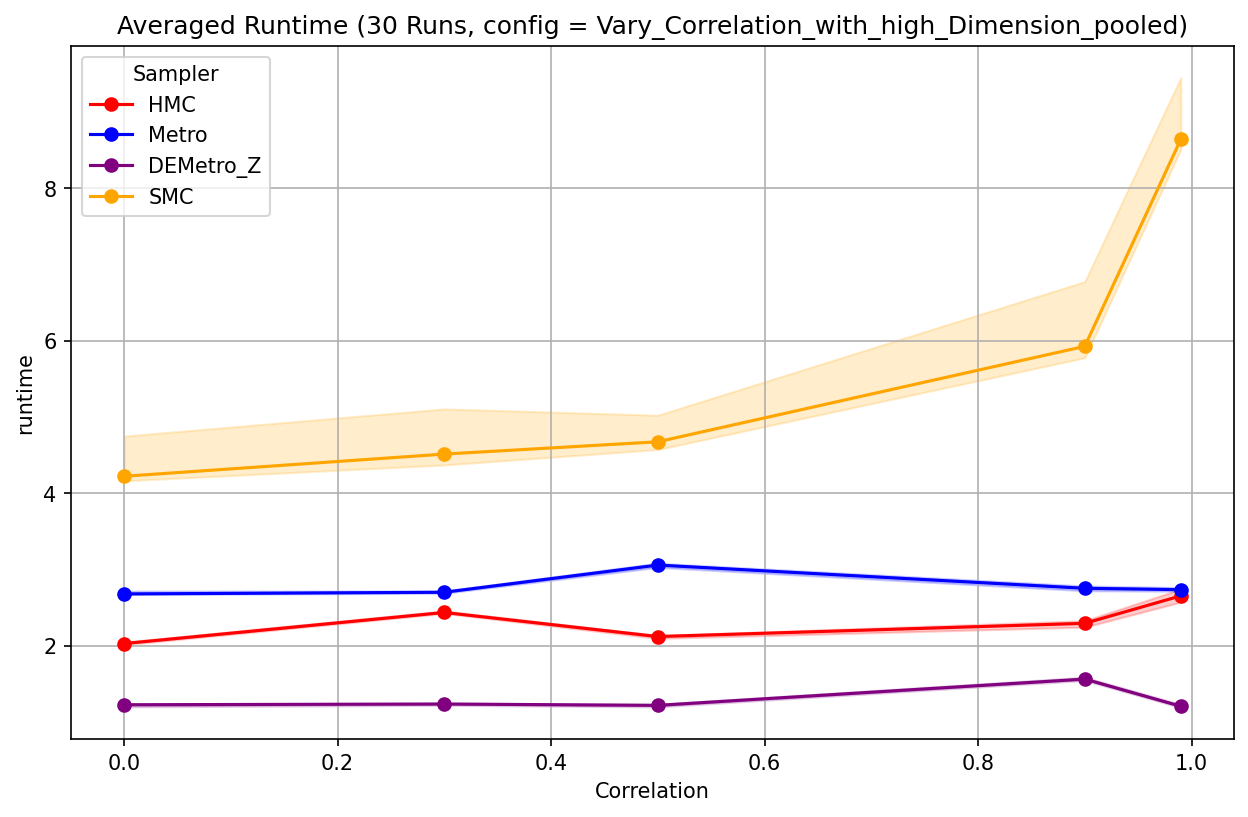 Averaged Runtime (30 Runs, config = Vary_Correlation_with_high_Dimension_pooled)
Sampler
HMC
Metro
DEMetro_Z
SMC
8
6
4
2
runtime
0.0 0.2 0.4 0.6 0.8 1.0
Correlation